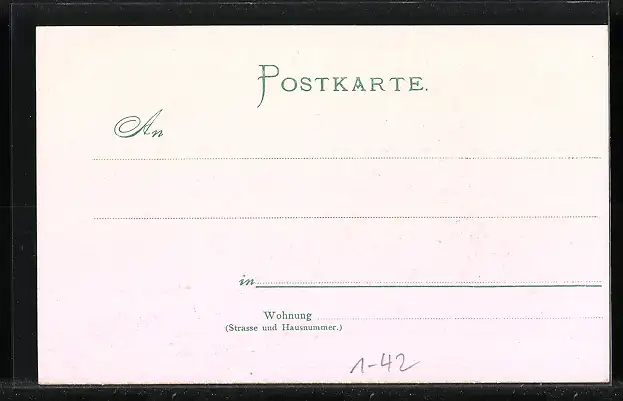 POSTKARTE.
An
in
Wohnung
(Strasse und Hausnummer.)
1-42